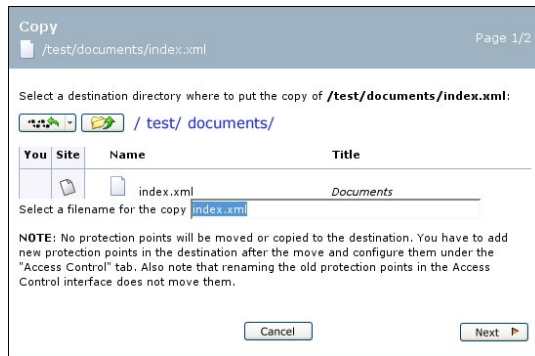 Copy
/test/documents/index.xml
Page 1/2
Select a destination directory where to put the copy of /test/documents/index.xml:
/ test/ documents/
You Site Name Title
index.xml Documents
Select a filename for the copy index.xml
NOTE: No protection points will be moved or copied to the destination. You have to add
new protection points in the destination after the move and configure them under the
"Access Control" tab. Also note that renaming the old protection points in the Access
Control interface does not move them.
Cancel Next